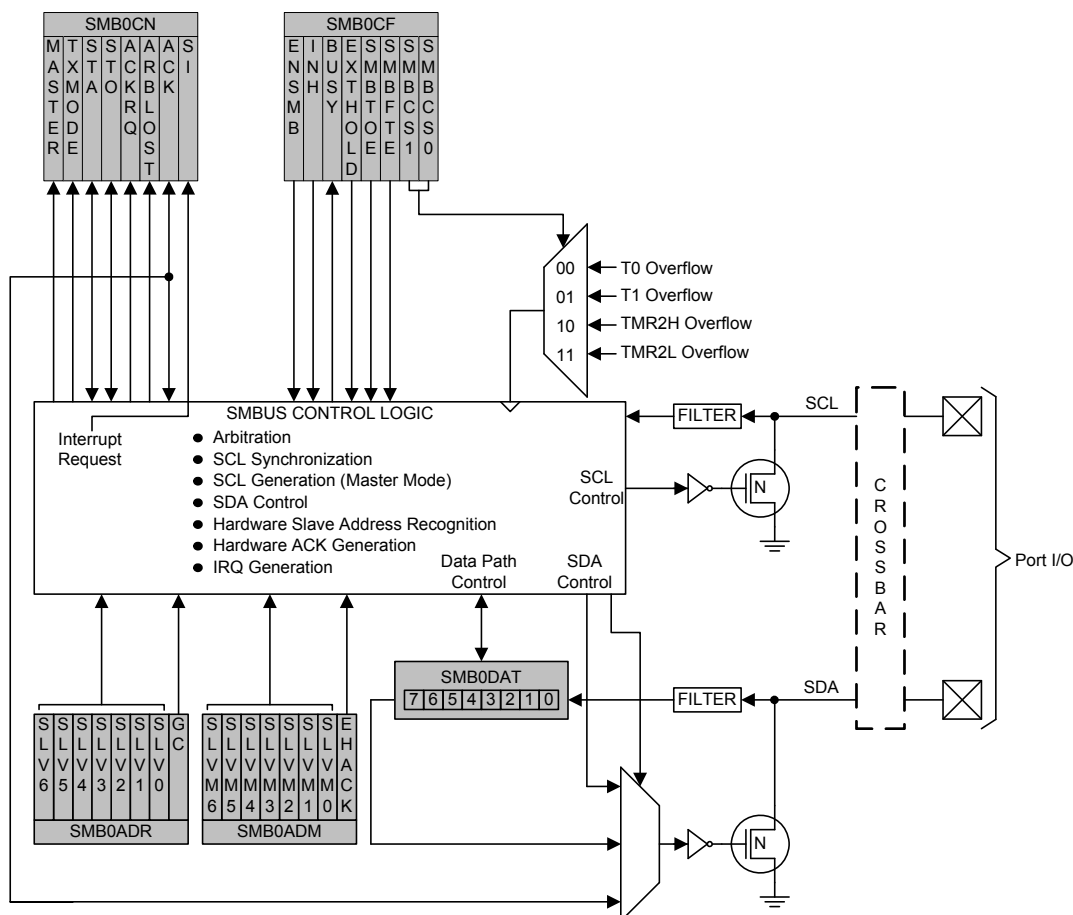 SMB0CN
MASTER
TXMODE
STA
STO
ACKRQ
ARBLOST
ACK
SI
SMB0CF
ENSMB
INH
BUSY
EXTHOLD
SMBTOE
SMBFTE
SMBCS1
SMBCS0
00
T0 Overflow
01
T1 Overflow
10
TMR2H Overflow
11
TMR2L Overflow
SMBUS CONTROL LOGIC
Interrupt
Request
● Arbitration
● SCL Synchronization
● SCL Generation (Master Mode)
● SDA Control
● Hardware Slave Address Recognition
● Hardware ACK Generation
● IRQ Generation
Data Path
Control
SCL
Control
SDA
Control
FILTER
SCL
N
CROSSBAR
Port I/O
SMB0DAT
7 6 5 4 3 2 1 0
FILTER
SDA
N
SLV6
SLV5
SLV4
SLV3
SLV2
SLV1
SLV0
GC
SMB0ADR
SLVM6
SLVM5
SLVM4
SLVM3
SLVM2
SLVM1
SLVM0
EHACK
SMB0ADM